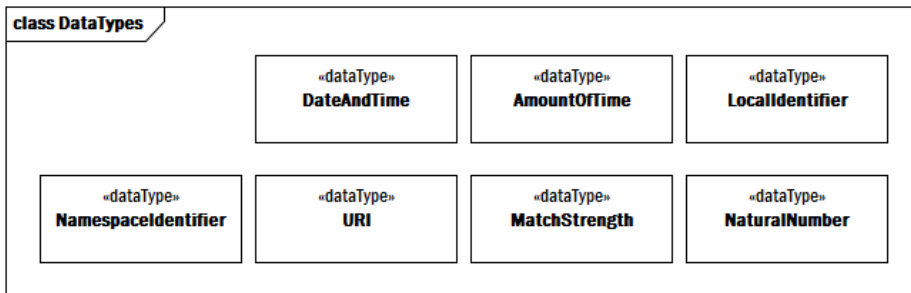 class DataTypes
«dataType»
DateAndTime
«dataType»
AmountOfTime
«dataType»
LocalIdentifier
«dataType»
NamespaceIdentifier
«dataType»
URI
«dataType»
MatchStrength
«dataType»
NaturalNumber